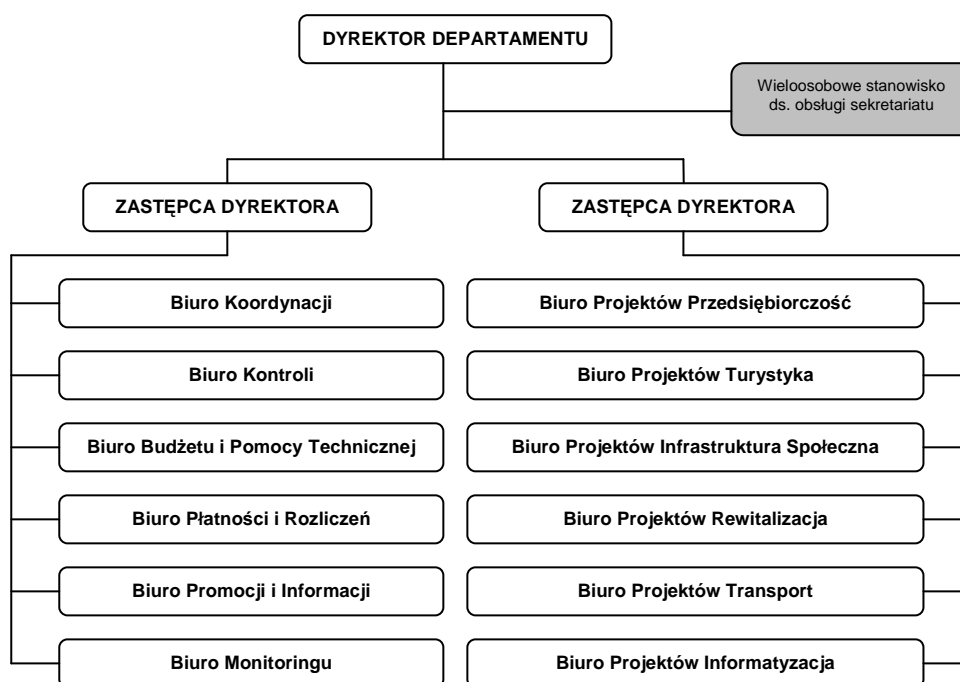 DYREKTOR DEPARTAMENTU
Wieloosobowe stanowisko
ds. obsługi sekretariatu
ZASTĘPCA DYREKTORA
ZASTĘPCA DYREKTORA
Biuro Koordynacji
Biuro Projektów Przedsiębiorczość
Biuro Kontroli
Biuro Projektów Turystyka
Biuro Budżetu i Pomocy Technicznej
Biuro Projektów Infrastruktura Społeczna
Biuro Płatności i Rozliczeń
Biuro Projektów Rewitalizacja
Biuro Promocji i Informacji
Biuro Projektów Transport
Biuro Monitoringu
Biuro Projektów Informatyzacja